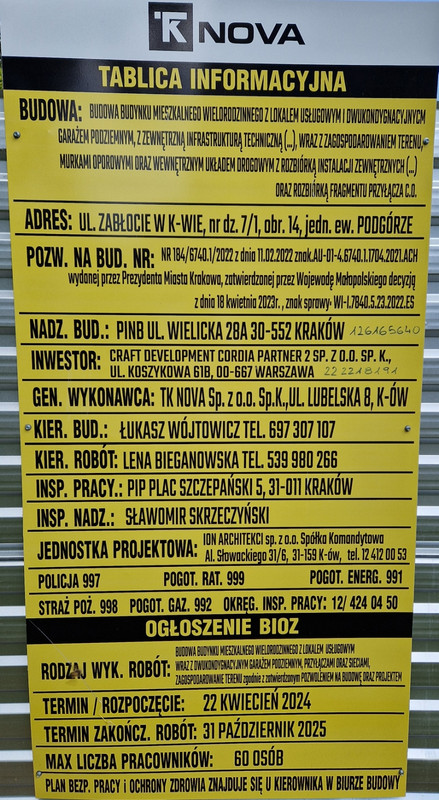 TK NOVA
TABLICA INFORMACYJNA
BUDOWA: BUDOWA BUDYNKU MIESZKALNEGO WIELORODZINNEGO Z LOKALEM USŁUGOWYM I DWUKONDYGNACYJNYCM
GARAŻEM PODZIEMNYM, Z ZEWNĘTRZNĄ INFRASTRUKTURĄ TECHNICZNĄ (...), WRAZ Z ZAGOSPODAROWANIEM TERENU,
MURKAMI OPOROWYMI ORAZ WEWNĘTRZNYM UKŁADEM DROGOWYM Z ROZBIÓRKĄ INSTALACJI ZEWNĘTRZNYCH (...)
ORAZ ROZBIÓRKĄ FRAGMENTU PRZYŁĄCZA C.O.
ADRES: UL. ZABŁOCIE W K-WIE, nr dz. 7/1, obr. 14, jedn. ew. PODGÓRZE
POZW. NA BUD. NR: NR 184/6740.1/2022 z dnia 11.02.2022 znak.AU-01-4.6740.1.1704.2021.ACH
wydanej przez Prezydenta Miasta Krakowa, zatwierdzonej przez Wojewodę Małopolskiego decyzją
z dnia 18 kwietnia 2023r. , znak sprawy: WI-I.7840.5.23.2022.ES
NADZ. BUD.: PINB UL. WIELICKA 28A 30-552 KRAKÓW 126165640
INWESTOR: CRAFT DEVELOPMENT CORDIA PARTNER 2 SP. Z O.O. SP. K.,
UL. KOSZYKOWA 61B, 00-667 WARSZAWA 222218191
GEN. WYKONAWCA: TK NOVA Sp. z o.o. Sp.K.,UL. LUBELSKA 8, K-ÓW
KIER. BUD.: ŁUKASZ WÓJTOWICZ TEL. 697 307 107
KIER. ROBÓT: LENA BIEGANOWSKA TEL. 539 980 266
INSP. PRACY.: PIP PLAC SZCZEPAŃSKI 5, 31-011 KRAKÓW
INSP. NADZ.: SŁAWOMIR SKRZECZYŃSKI
JEDNOSTKA PROJEKTOWA: ION ARCHITEKCI sp. z o.o. Spółka Komandytowa
Al. Słowackiego 31/6, 31-159 K-ów, tel. 12 412 00 53
POLICJA 997 POGOT. RAT. 999 POGOT. ENERG. 991
STRAŻ POŻ. 998 POGOT. GAZ. 992 OKRĘG. INSP. PRACY: 12/ 424 04 50
OGŁOSZENIE BIOZ
RODZAJ WYK. ROBÓT: BUDOWA BUDYNKU MIESZKALNEGO WIELORODZINNEGO Z LOKALEM USŁUGOWYM
WRAZ Z DWUKONDYGNACYJNYM GARAŻEM PODZIEMNYM, PRZYŁĄCZAMI ORAZ SIECIAMI,
ZAGOSPODAROWANIE TERENU zgodnie z zatwierdzonym POZWOLENIEM NA BUDOWĘ ORAZ PROJEKTEM
TERMIN / ROZPOCZĘCIE: 22 KWIECIEŃ 2024
TERMIN ZAKOŃCZ. ROBÓT: 31 PAŹDZIERNIK 2025
MAX LICZBA PRACOWNIKÓW: 60 OSÓB
PLAN BEZP. PRACY i OCHRONY ZDROWIA ZNAJDUJE SIĘ U KIEROWNIKA W BIURZE BUDOWY